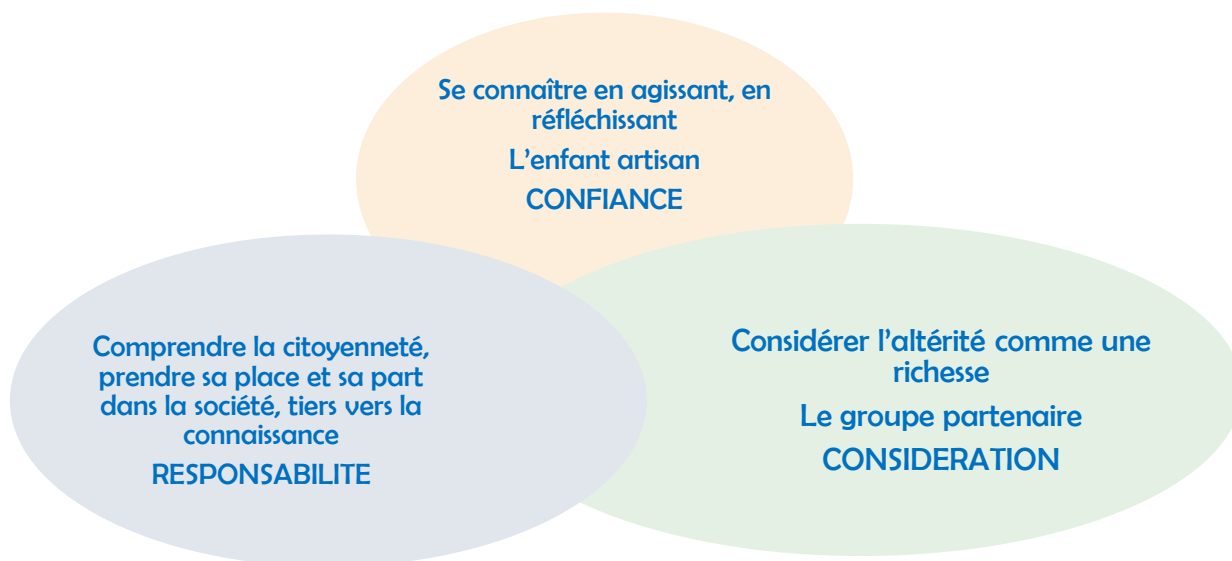 Se connaître en agissant, en
réfléchissant
L'enfant artisan
CONFIANCE
Comprendre la citoyenneté,
prendre sa place et sa part
dans la société, tiers vers la
connaissance
RESPONSABILITE
Considérer l'altérité comme une
richesse
Le groupe partenaire
CONSIDERATION